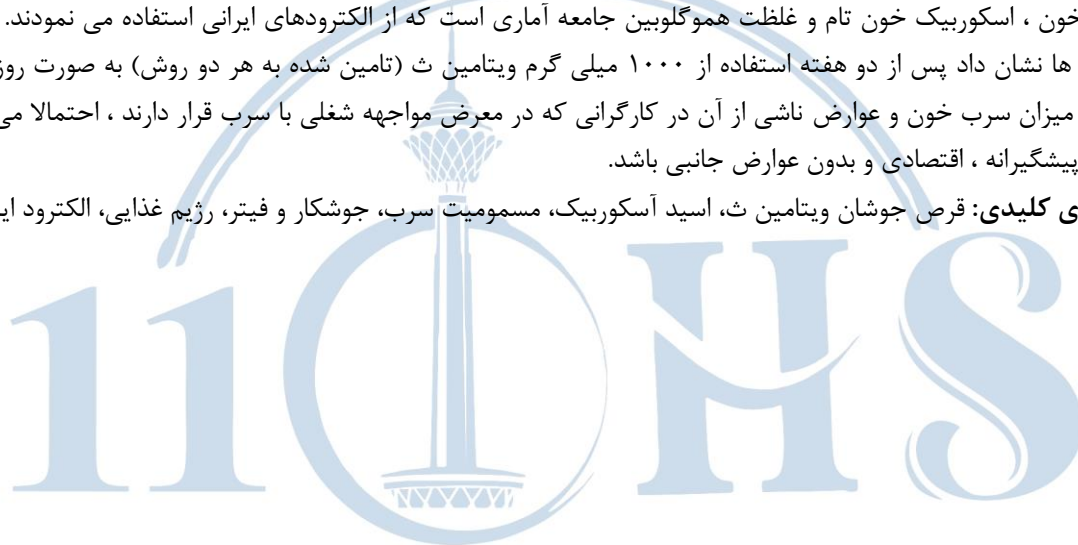 خون ، اسکوربیک خون تام و غلظت هموگلوبین جامعه آماری است که از الکترودهای ایرانی استفاده می نمودند.
ها نشان داد پس از دو هفته استفاده از ۱۰۰۰ میلی گرم ویتامین ث (تامین شده به هر دو روش) به صورت روز
میزان سرب خون و عوارض ناشی از آن در کارگرانی که در معرض مواجهه شغلی با سرب قرار دارند ، احتمالا می
پیشگیرانه ، اقتصادی و بدون عوارض جانبی باشد.
ی کلیدی: قرص جوشان ویتامین ث، اسید آسکوربیک، مسمومیت سرب، جوشکار و فیتر، رژیم غذایی، الکترود ایر
11 OHS